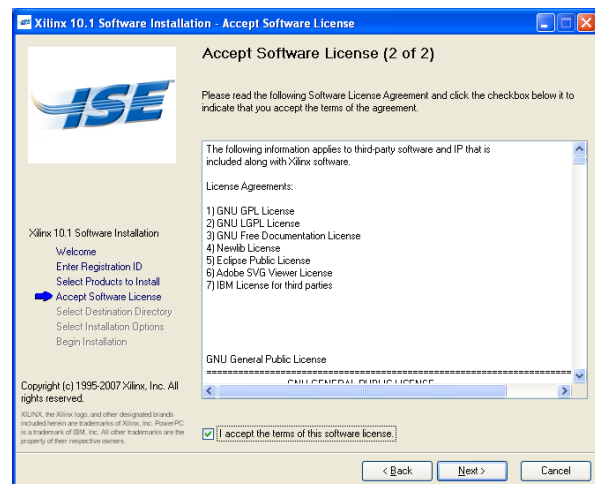 Xilinx 10.1 Software Installation - Accept Software License
ISE
Accept Software License (2 of 2)
Please read the following Software License Agreement and click the checkbox below it to
indicate that you accept the terms of the agreement.
The following information applies to third-party software and IP that is
included along with Xilinx software.
License Agreements:
1) GNU GPL License
2) GNU LGPL License
3) GNU Free Documentation License
4) Newlib License
5) Eclipse Public License
6) Adobe SVG Viewer License
7) IBM License for third parties
GNU General Public License
GNU GENERAL PUBLIC LICENSE
Xilinx 10.1 Software Installation
Welcome
Enter Registration ID
Select Products to Install
Accept Software License
Select Destination Directory
Select Installation Options
Begin Installation
Copyright (c) 1995-2007 Xilinx, Inc. All
rights reserved.
XILINX, the Xilinx logo, and other designated brands
included herein are trademarks of Xilinx, Inc. PowerPC
is a trademark of IBM, Inc. All other trademarks are the
property of their respective owners.
I accept the terms of this software license.
< Back
Next >
Cancel